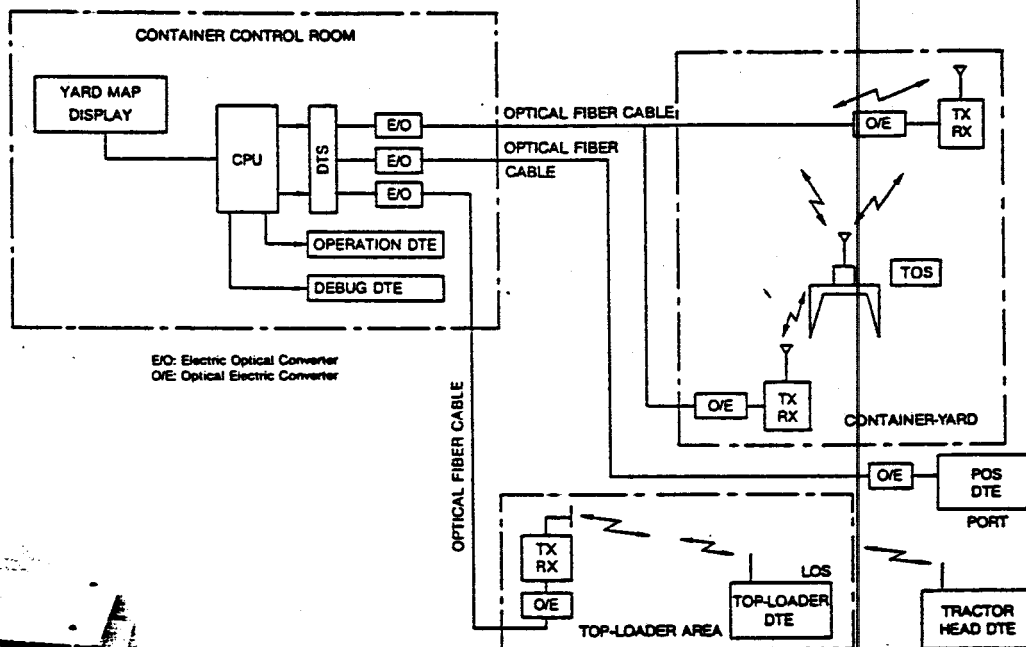 CONTAINER CONTROL ROOM
YARD MAP
DISPLAY
CPU
DTS
E/O
E/O
E/O
OPERATION DTE
DEBUG DTE
E/O: Electric Optical Converter
O/E: Optical Electric Converter
OPTICAL FIBER CABLE
OPTICAL FIBER
CABLE
OPTICAL FIBER CABLE
O/E
TX
RX
TOS
O/E
TX
RX
CONTAINER-YARD
O/E
POS
DTE
PORT
TX
RX
O/E
LOS
TOP-LOADER
DTE
TOP-LOADER AREA
TRACTOR
HEAD DTE